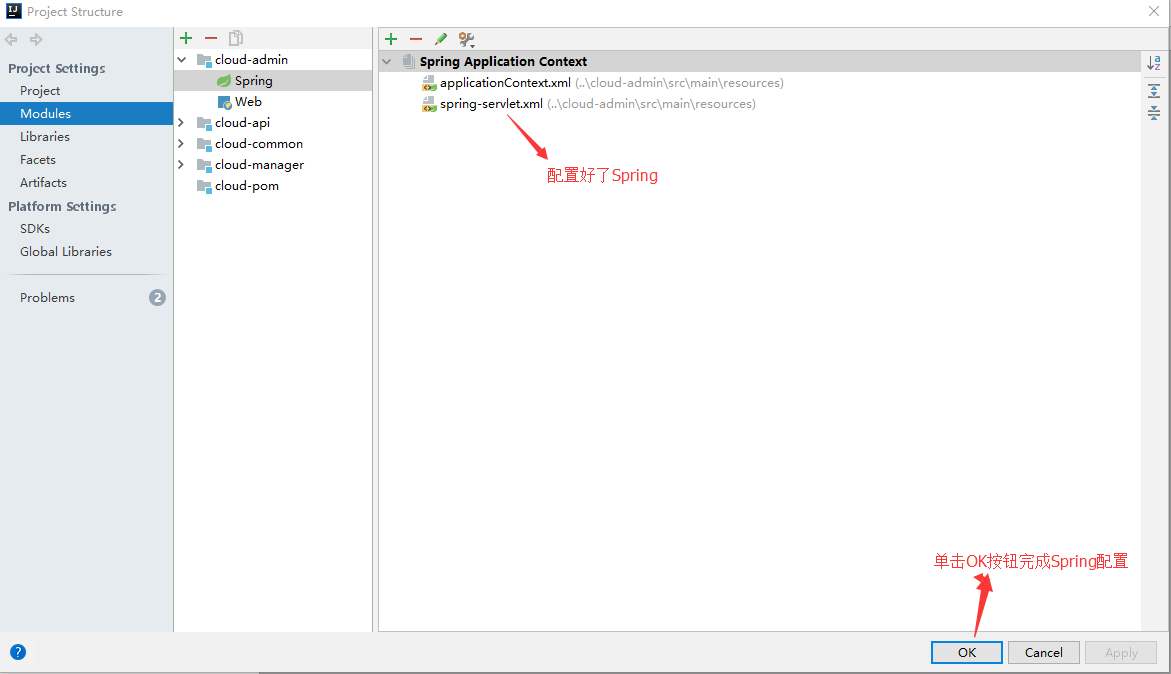 Project Structure
Project Settings
Project
Modules
Libraries
Facets
Artifacts
Platform Settings
SDKs
Global Libraries
Problems
2
cloud-admin
Spring
Web
cloud-api
cloud-common
cloud-manager
cloud-pom
Spring Application Context
applicationContext.xml (..\cloud-admin\src\main\resources)
spring-servlet.xml (..\cloud-admin\src\main\resources)
配置好了Spring
单击OK按钮完成Spring配置
OK
Cancel
Apply